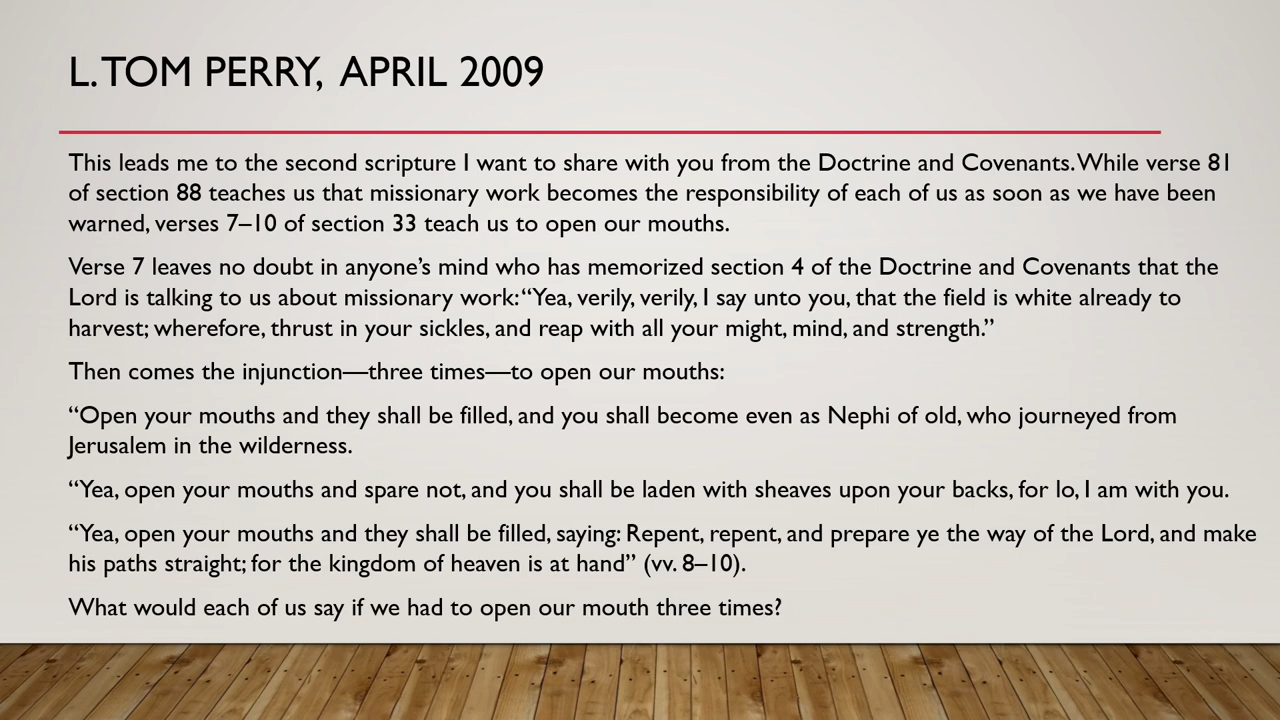 L. TOM PERRY, APRIL 2009
This leads me to the second scripture I want to share with you from the Doctrine and Covenants. While verse 81
of section 88 teaches us that missionary work becomes the responsibility of each of us as soon as we have been
warned, verses 7–10 of section 33 teach us to open our mouths.
Verse 7 leaves no doubt in anyone’s mind who has memorized section 4 of the Doctrine and Covenants that the
Lord is talking to us about missionary work: “Yea, verily, verily, I say unto you, that the field is white already to
harvest; wherefore, thrust in your sickles, and reap with all your might, mind, and strength.”
Then comes the injunction—three times—to open our mouths:
“Open your mouths and they shall be filled, and you shall become even as Nephi of old, who journeyed from
Jerusalem in the wilderness.
“Yea, open your mouths and spare not, and you shall be laden with sheaves upon your backs, for lo, I am with you.
“Yea, open your mouths and they shall be filled, saying: Repent, repent, and prepare ye the way of the Lord, and make
his paths straight; for the kingdom of heaven is at hand” (vv. 8–10).
What would each of us say if we had to open our mouth three times?